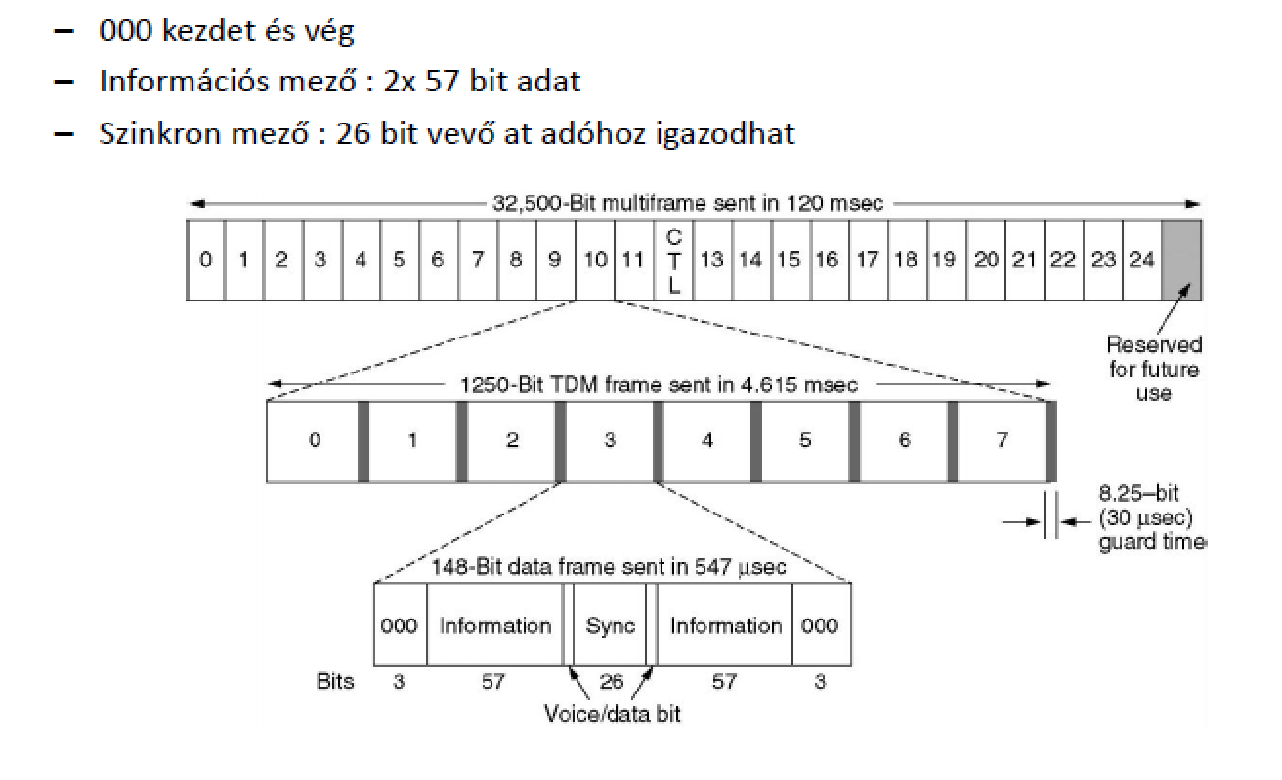 – 000 kezdet és vég
– Információs mező : 2x 57 bit adat
– Szinkron mező : 26 bit vevő at adóhoz igazodhat
32,500-Bit multiframe sent in 120 msec
0 1 2 3 4 5 6 7 8 9 10 11 CTL 13 14 15 16 17 18 19 20 21 22 23 24
Reserved
for future
use
1250-Bit TDM frame sent in 4.615 msec
0 1 2 3 4 5 6 7
8.25–bit
(30 μsec)
guard time
148-Bit data frame sent in 547 μsec
000 Information Sync Information 000
Bits 3 57 26 57 3
Voice/data bit